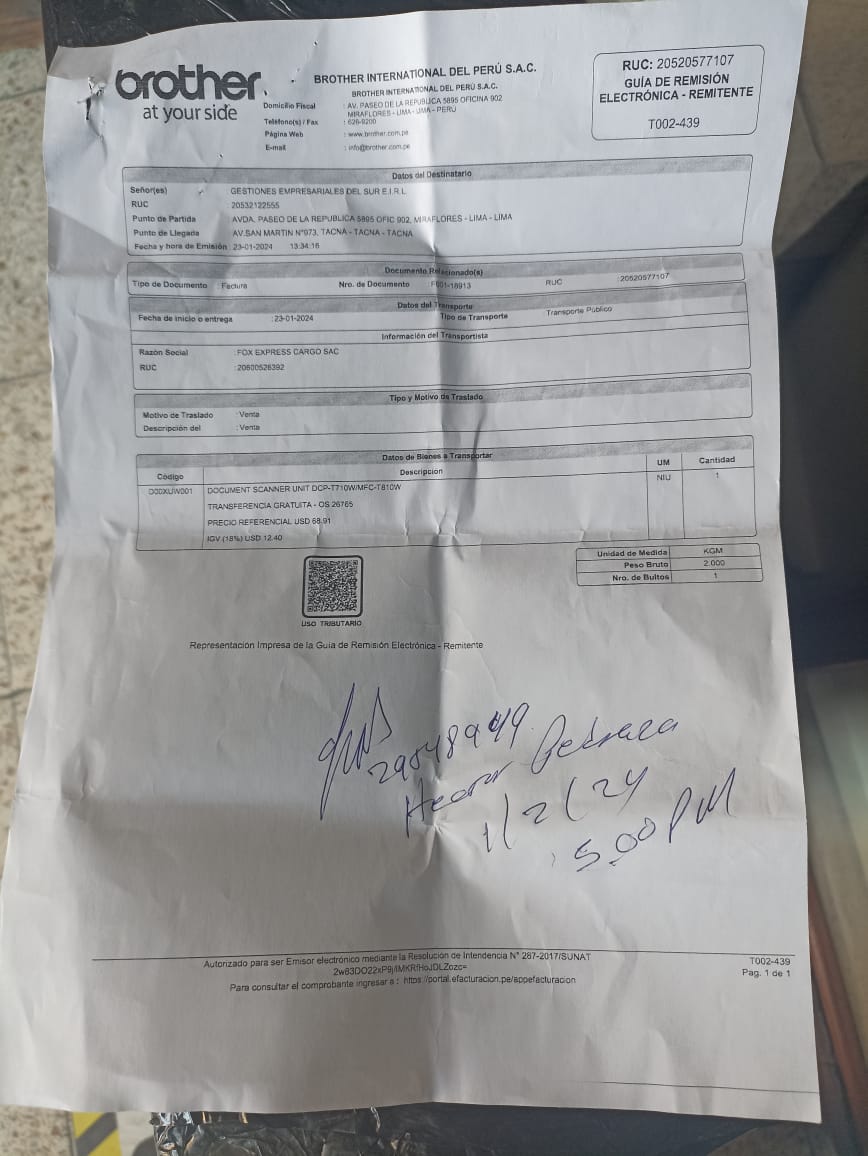 brother
at your side
BROTHER INTERNATIONAL DEL PERÚ S.A.C.
BROTHER INTERNATIONAL DEL PERU S.A.C.
Domicilio Fiscal : AV. PASEO DE LA REPUBLICA 5895 OFICINA 902
MIRAFLORES - LIMA - LIMA - PERÚ
Teléfono(s) / Fax : 626-9200
Página Web : www.brother.com.pe
E-mail : info@brother.com.pe
RUC: 20520577107
GUÍA DE REMISIÓN
ELECTRÓNICA - REMITENTE
T002-439
Datos del Destinatario
Señor(es) GESTIONES EMPRESARIALES DEL SUR E.I.R.L
RUC 20532122555
Punto de Partida AVDA. PASEO DE LA REPUBLICA 5895 OFIC 902, MIRAFLORES - LIMA - LIMA
Punto de Llegada AV.SAN MARTIN N°973, TACNA - TACNA - TACNA
Fecha y hora de Emisión : 23-01-2024 13:34:16
Documento Relacionado(s)
Tipo de Documento Factura Nro. de Documento F001-18913 RUC :20520577107
Datos del Transporte
Fecha de inicio o entrega :23-01-2024 Tipo de Transporte Transporte Público
Información del Transportista
Razón Social :FOX EXPRESS CARGO SAC
RUC :20600526392
Tipo y Motivo de Traslado
Motivo de Traslado : Venta
Descripción del : Venta
Datos de Bienes a Transportar
Código Descripcion UM Cantidad
D00XUW001 DOCUMENT SCANNER UNIT DCP-T710W/MFC-T810W NIU 1
TRANSFERENCIA GRATUITA - OS 26765
PRECIO REFERENCIAL USD 68.91
IGV (18%) USD 12.40
Unidad de Medida KGM
Peso Bruto 2.000
Nro. de Bultos 1
USO TRIBUTARIO
Representación Impresa de la Guía de Remisión Electrónica - Remitente
Hector Pedraza
1/2/24
5.00 PM
Autorizado para ser Emisor electrónico mediante la Resolución de Intendencia N° 287-2017/SUNAT
Para consultar el comprobante ingresar a : https://portal.efacturacion.pe/appefacturacion
T002-439
Pag. 1 de 1